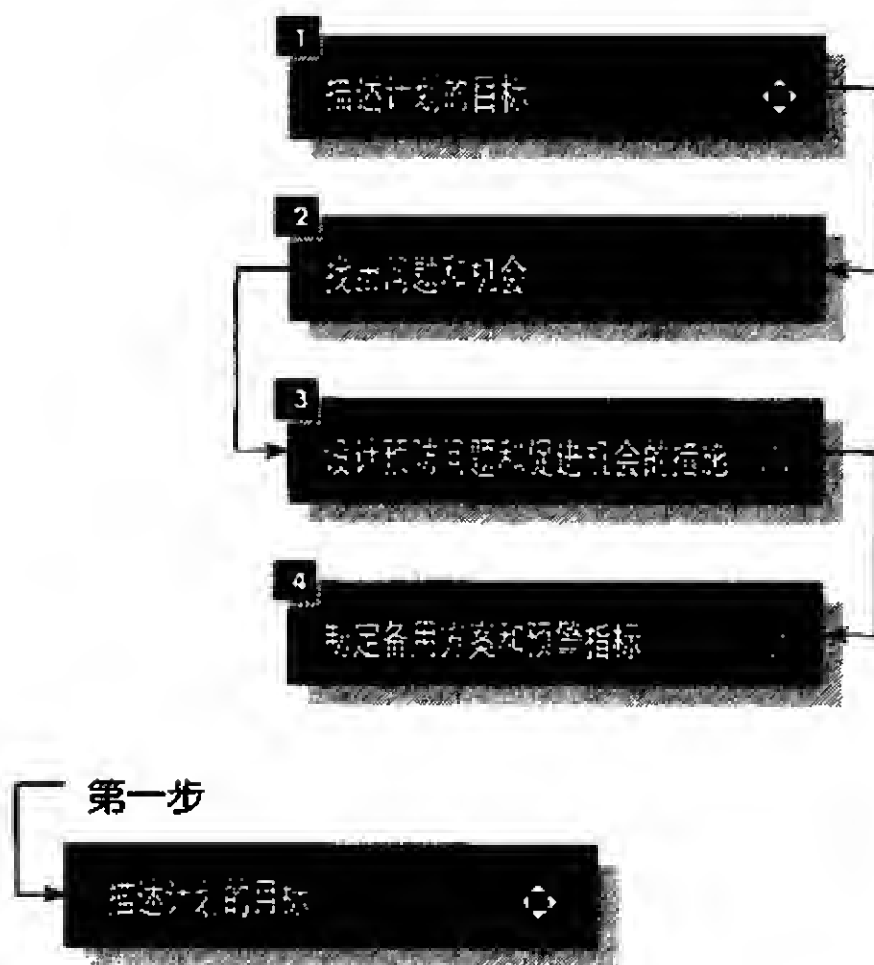 1
描述计划的目标
2
找出问题和机会
3
设计预防问题和促进机会的措施
4
制定备用方案和预警指标
第一步
描述计划的目标